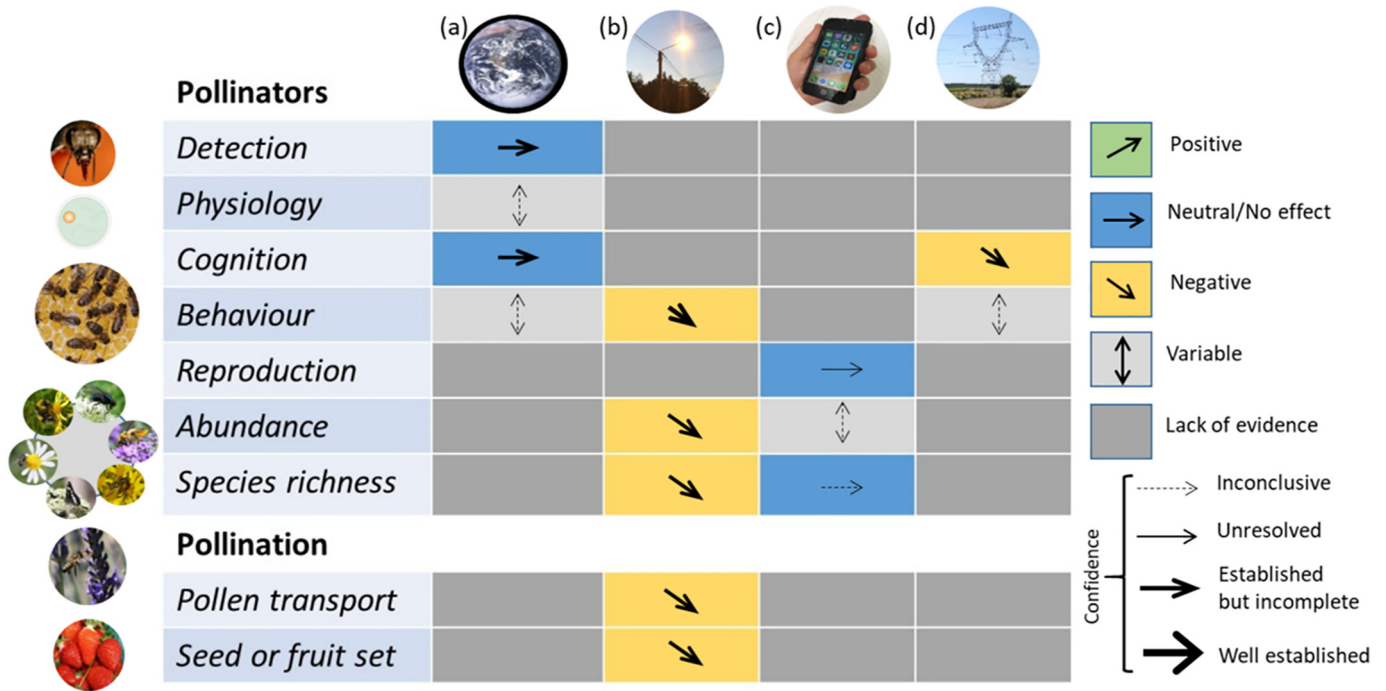 (a) (b) (c) (d)
Pollinators
Detection
Physiology
Cognition
Behaviour
Reproduction
Abundance
Species richness
Pollination
Pollen transport
Seed or fruit set
Positive
Neutral/No effect
Negative
Variable
Lack of evidence
Confidence
Inconclusive
Unresolved
Established
but incomplete
Well established